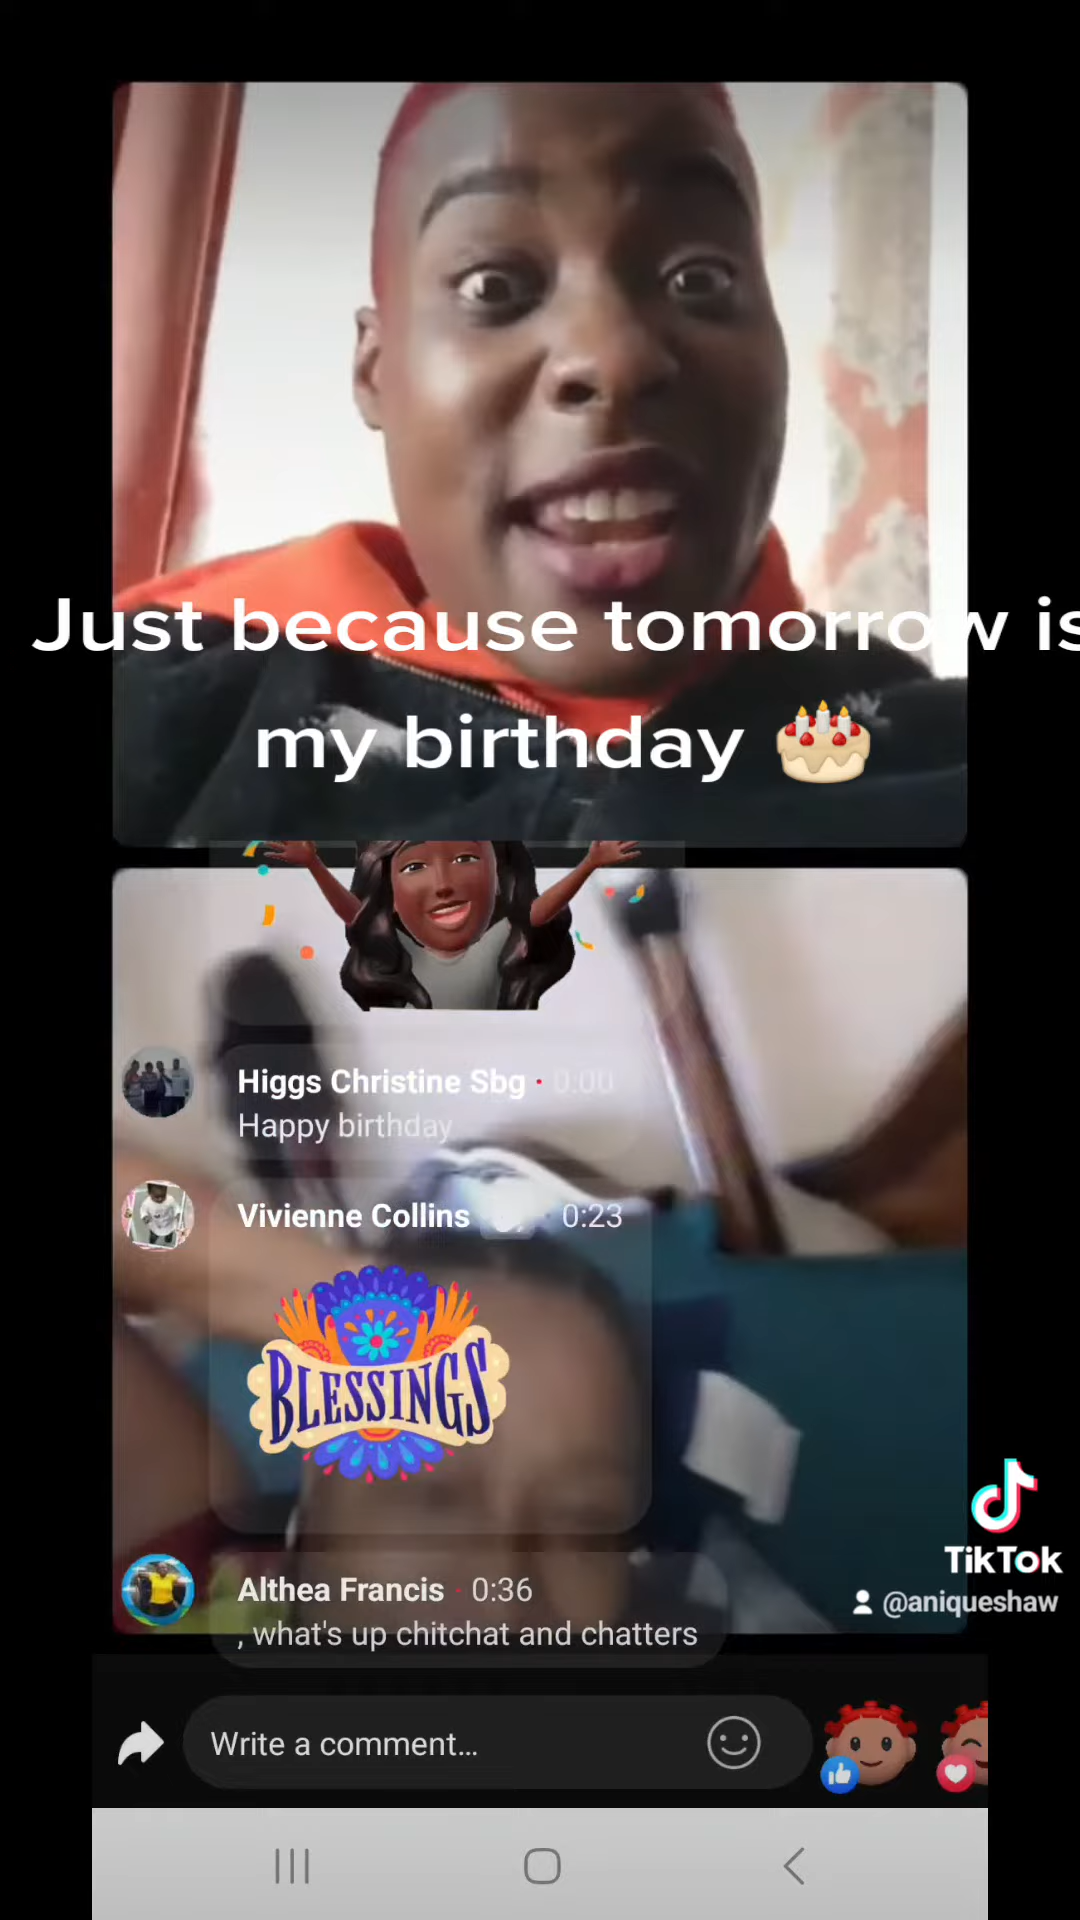 Just because tomorrow is
my birthday
Higgs Christine Sbg · 0:00
Happy birthday
Vivienne Collins 0:23
BLESSINGS
TikTok
@aniqueshaw
Althea Francis · 0:36
, what's up chitchat and chatters
Write a comment...